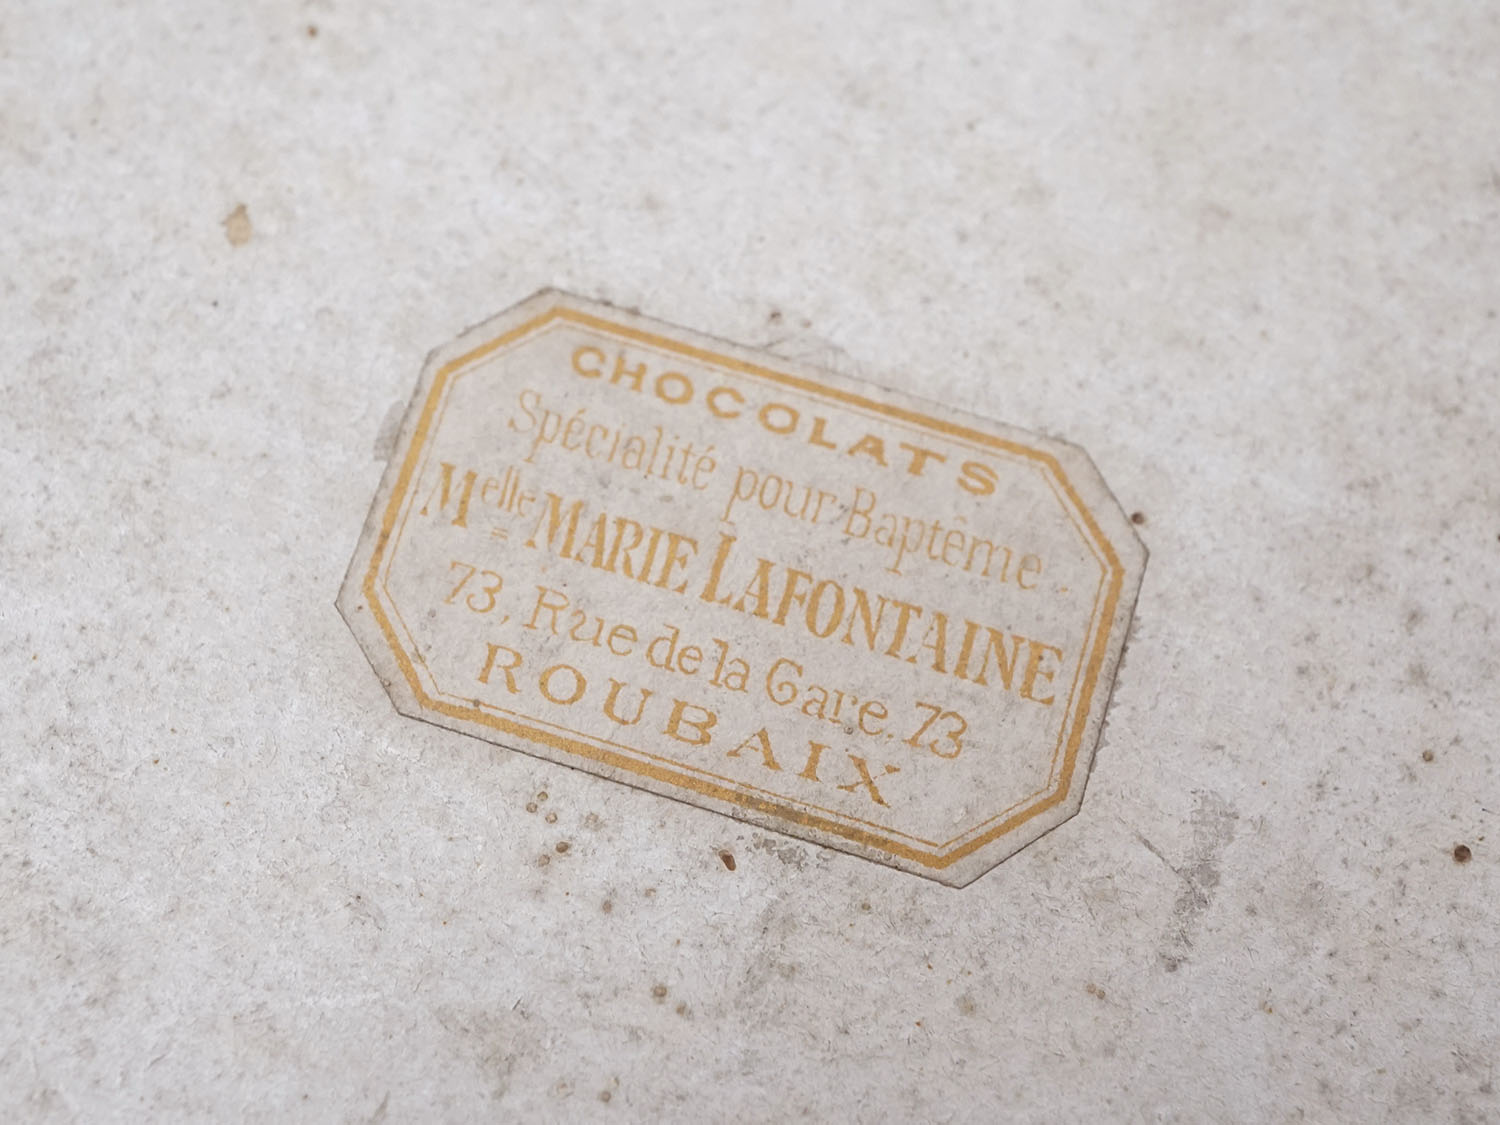 CHOCOLATS
Spécialité pour Baptême
Melle MARIE LAFONTAINE
73, Rue de la Gare, 73
ROUBAIX